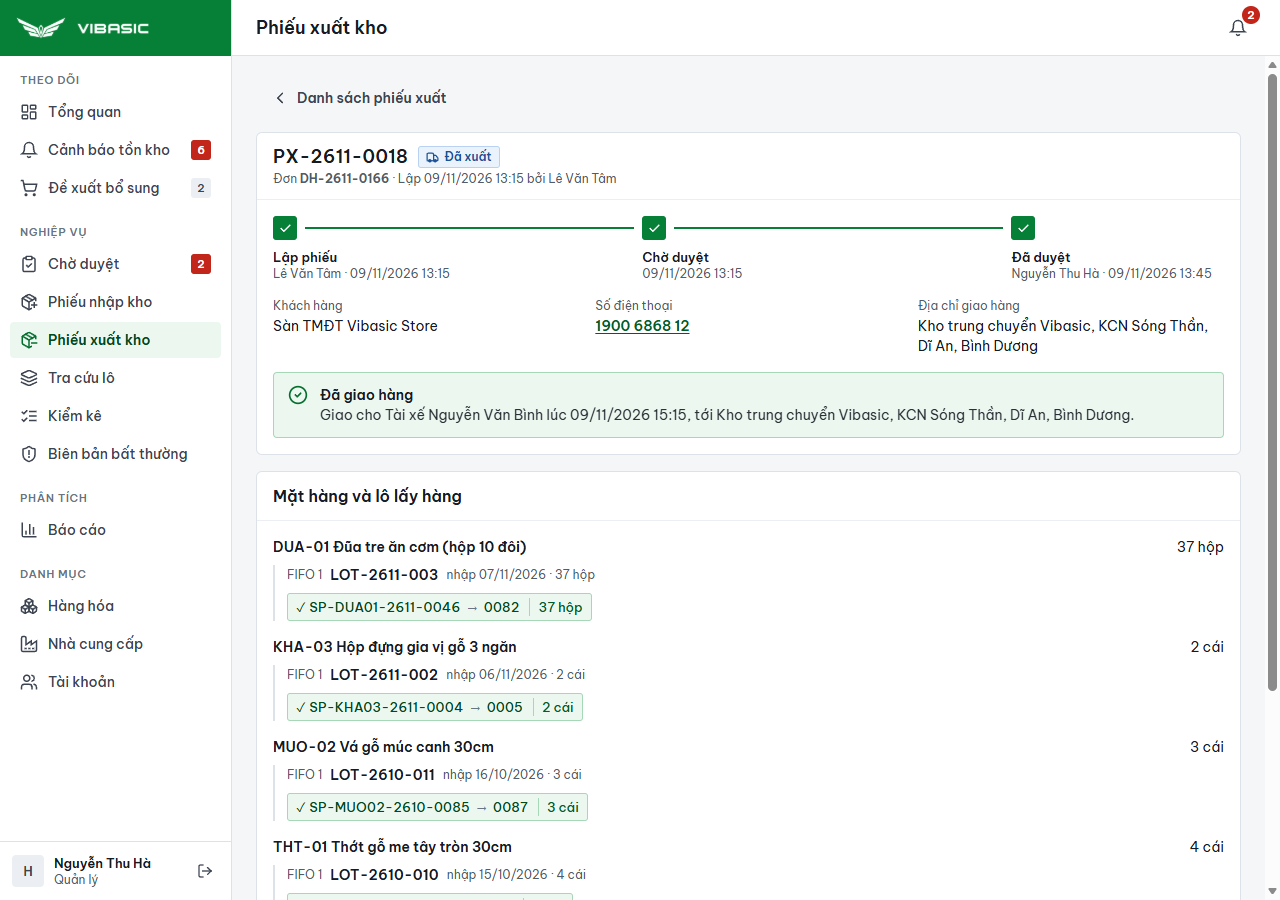 VIBASIC
Phiếu xuất kho
2
THEO DÕI
Tổng quan
Cảnh báo tồn kho 6
Đề xuất bổ sung 2
NGHIỆP VỤ
Chờ duyệt 2
Phiếu nhập kho
Phiếu xuất kho
Tra cứu lô
Kiểm kê
Biên bản bất thường
PHÂN TÍCH
Báo cáo
DANH MỤC
Hàng hóa
Nhà cung cấp
Tài khoản
H
Nguyễn Thu Hà
Quản lý
Danh sách phiếu xuất
PX-2611-0018 Đã xuất
Đơn DH-2611-0166 · Lập 09/11/2026 13:15 bởi Lê Văn Tâm
Lập phiếu
Lê Văn Tâm · 09/11/2026 13:15
Chờ duyệt
09/11/2026 13:15
Đã duyệt
Nguyễn Thu Hà · 09/11/2026 13:45
Khách hàng
Sàn TMĐT Vibasic Store
Số điện thoại
1900 6868 12
Địa chỉ giao hàng
Kho trung chuyển Vibasic, KCN Sóng Thần,
Dĩ An, Bình Dương
Đã giao hàng
Giao cho Tài xế Nguyễn Văn Bình lúc 09/11/2026 15:15, tới Kho trung chuyển Vibasic, KCN Sóng Thần, Dĩ An, Bình Dương.
Mặt hàng và lô lấy hàng
DUA-01 Đũa tre ăn cơm (hộp 10 đôi) 37 hộp
FIFO 1 LOT-2611-003 nhập 07/11/2026 · 37 hộp
✓ SP-DUA01-2611-0046 → 0082 37 hộp
KHA-03 Hộp đựng gia vị gỗ 3 ngăn 2 cái
FIFO 1 LOT-2611-002 nhập 06/11/2026 · 2 cái
✓ SP-KHA03-2611-0004 → 0005 2 cái
MUO-02 Vá gỗ múc canh 30cm 3 cái
FIFO 1 LOT-2610-011 nhập 16/10/2026 · 3 cái
✓ SP-MUO02-2610-0085 → 0087 3 cái
THT-01 Thớt gỗ me tây tròn 30cm 4 cái
FIFO 1 LOT-2610-010 nhập 15/10/2026 · 4 cái